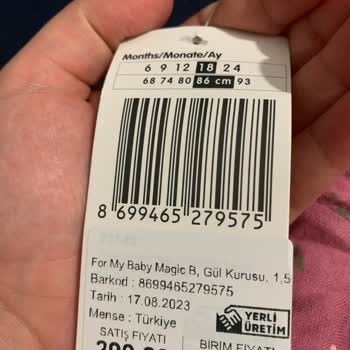 Months/Monate/Ay
6 9 12 18 24
68 74 80 86 cm 93
8 699465 279575
For My Baby Magic B, Gül Kurusu, 1,5
Barkod : 8699465279575
Tarih : 17.08.2023
Menşe : Türkiye
YERLİ
ÜRETİM
SATIŞ FİYATI
BİRİM FİYATI